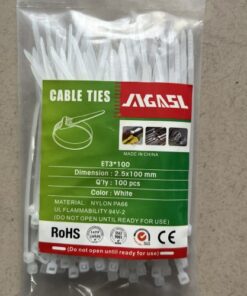 CABLE TIES
JAGASL
MADE IN CHINA
ET3*100
Dimension : 2.5x100 mm
Q'ty : 100 pcs
Color : White
MATERIAL: NYLON PA66
UL FLAMMABILITY 94V-2
(DO NOT OPEN UNTIL READY FOR USE)
RoHS
CE
(Do not open until ready for use)